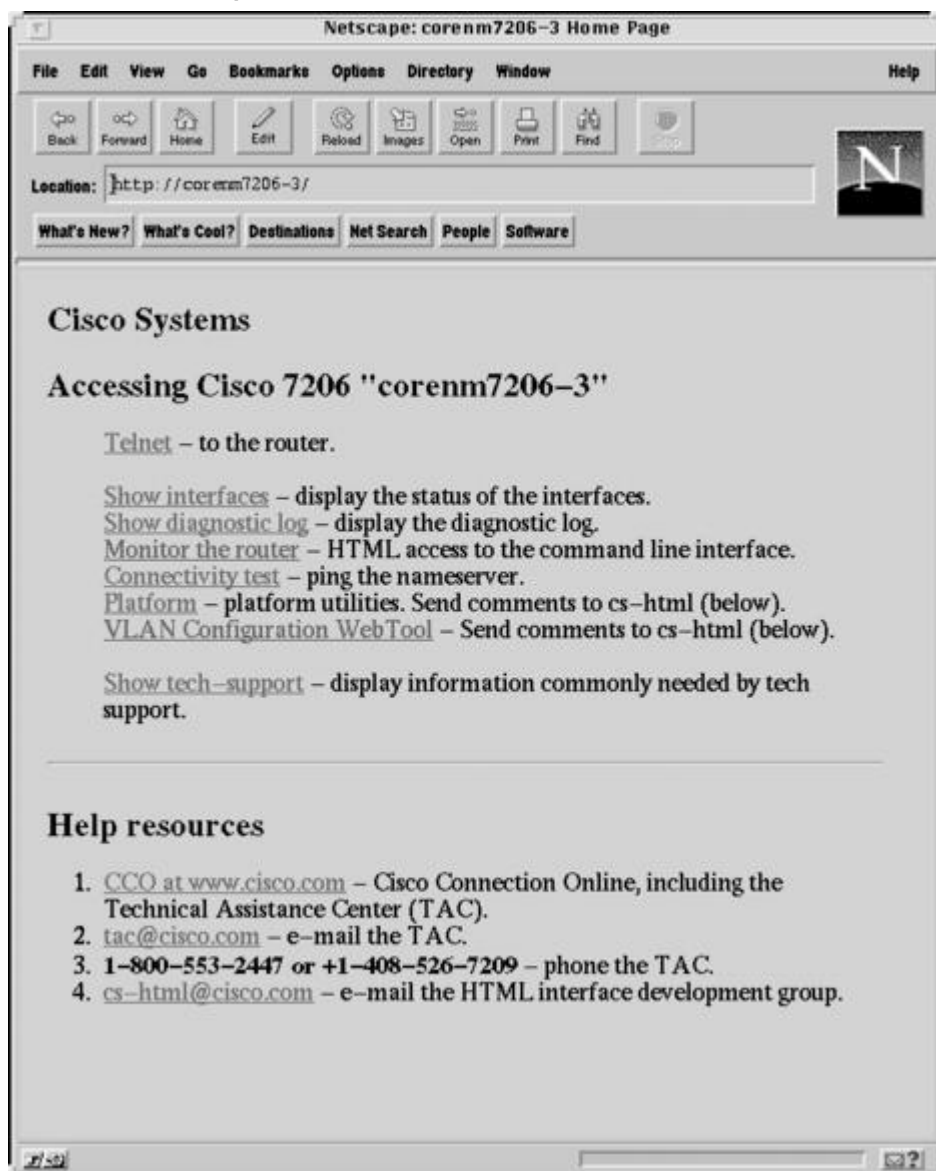 Netscape: corenm7206-3 Home Page
File Edit View Go Bookmarks Options Directory Window Help
Back Forward Home Edit Reload Images Open Print Find Stop
Location: http://corenm7206-3/
N
What's New? What's Cool? Destinations Net Search People Software
Cisco Systems
Accessing Cisco 7206 "corenm7206-3"
Telnet - to the router.
Show interfaces - display the status of the interfaces.
Show diagnostic log - display the diagnostic log.
Monitor the router - HTML access to the command line interface.
Connectivity test - ping the nameserver.
Platform - platform utilities. Send comments to cs-html (below).
VLAN Configuration WebTool - Send comments to cs-html (below).
Show tech-support - display information commonly needed by tech
support.
Help resources
1. CCO at www.cisco.com - Cisco Connection Online, including the
Technical Assistance Center (TAC).
2. tac@cisco.com - e-mail the TAC.
3. 1-800-553-2447 or +1-408-526-7209 - phone the TAC.
4. cs-html@cisco.com - e-mail the HTML interface development group.
?